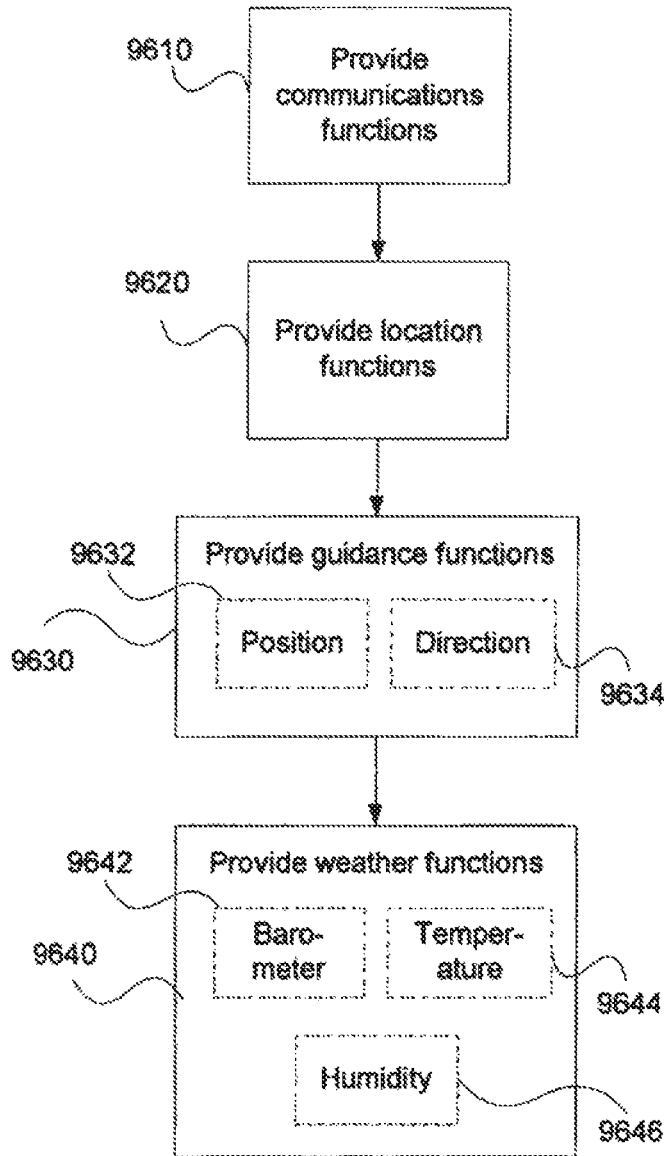 9610
Provide
communications
functions
9620
Provide location
functions
9632
Provide guidance functions
Position
Direction
9630
9634
9642
Provide weather functions
Baro-
meter
Temper-
ature
9640
9644
Humidity
9646